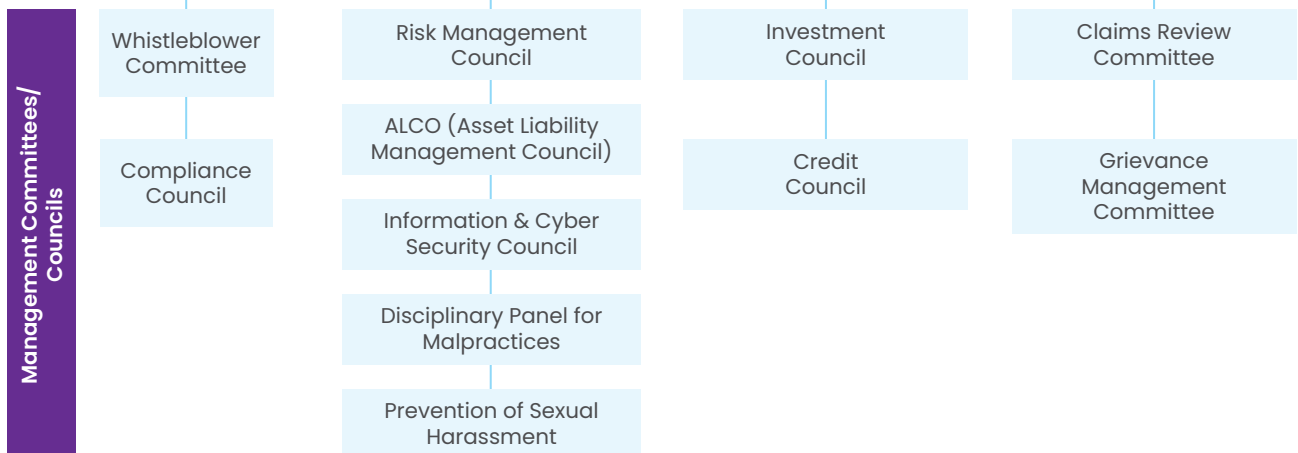 Management Committees/
Councils
Whistleblower
Committee
Compliance
Council
Risk Management
Council
ALCO (Asset Liability
Management Council)
Information & Cyber
Security Council
Disciplinary Panel for
Malpractices
Prevention of Sexual
Harassment
Investment
Council
Credit
Council
Claims Review
Committee
Grievance
Management
Committee